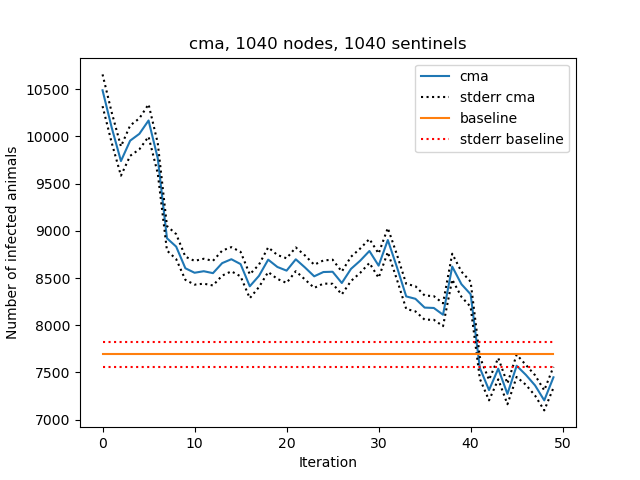 cma, 1040 nodes, 1040 sentinels
cma
stderr cma
baseline
stderr baseline
Number of infected animals
10500
10000
9500
9000
8500
8000
7500
7000
0 10 20 30 40 50
Iteration